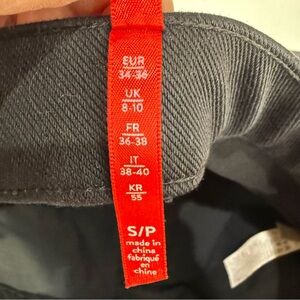 EUR
34-36
UK
8-10
FR
36-38
IT
38-40
KR
55
S/P
made in
china
fabriqué
en
chine